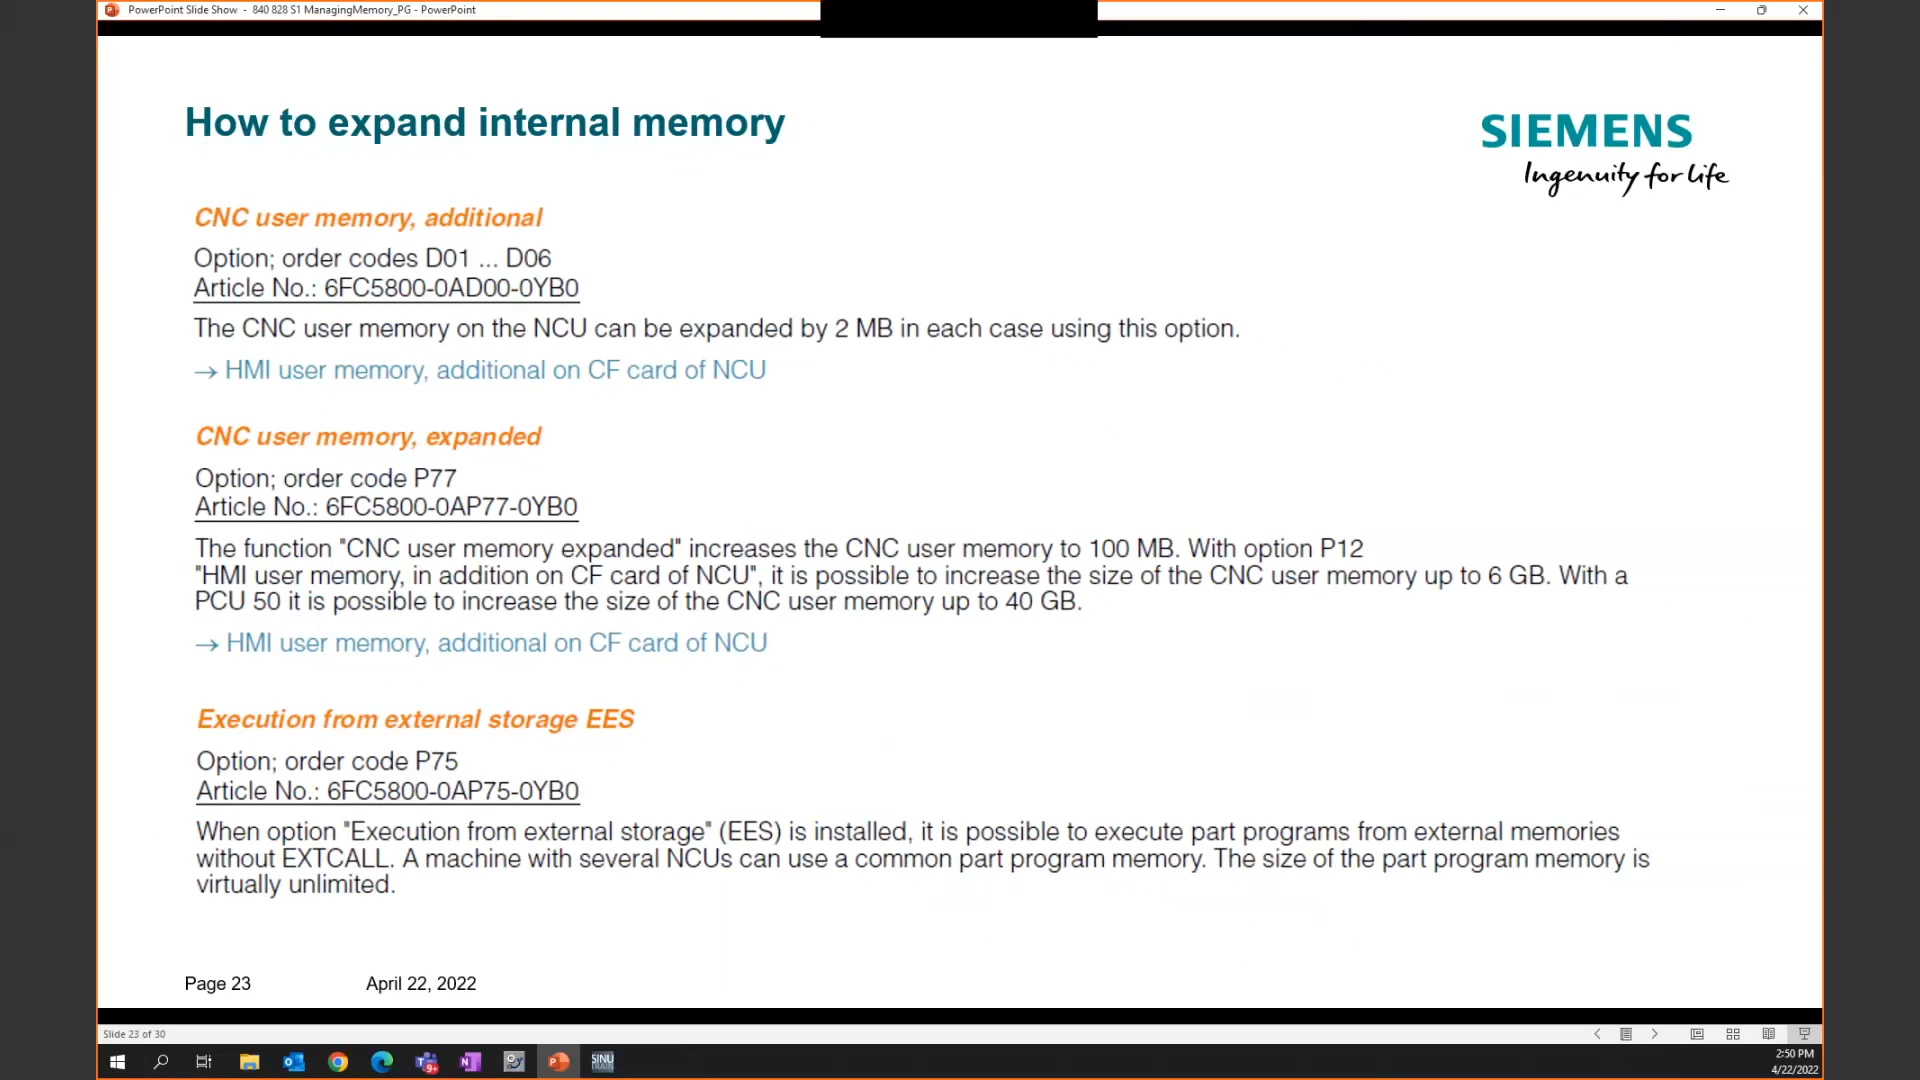 PowerPoint Slide Show - 840 828 S1 ManagingMemory_PG - PowerPoint
How to expand internal memory
SIEMENS
Ingenuity for life
CNC user memory, additional
Option; order codes D01 ... D06
Article No.: 6FC5800-0AD00-0YB0
The CNC user memory on the NCU can be expanded by 2 MB in each case using this option.
→ HMI user memory, additional on CF card of NCU
CNC user memory, expanded
Option; order code P77
Article No.: 6FC5800-0AP77-0YB0
The function "CNC user memory expanded" increases the CNC user memory to 100 MB. With option P12
"HMI user memory, in addition on CF card of NCU", it is possible to increase the size of the CNC user memory up to 6 GB. With a
PCU 50 it is possible to increase the size of the CNC user memory up to 40 GB.
→ HMI user memory, additional on CF card of NCU
Execution from external storage EES
Option; order code P75
Article No.: 6FC5800-0AP75-0YB0
When option "Execution from external storage" (EES) is installed, it is possible to execute part programs from external memories
without EXTCALL. A machine with several NCUs can use a common part program memory. The size of the part program memory is
virtually unlimited.
Page 23 April 22, 2022
Slide 23 of 30
9+
SINU
TRAIN
2:50 PM
4/22/2022